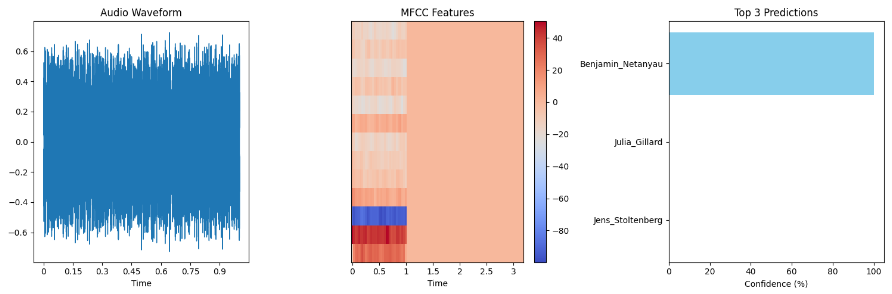 Audio Waveform
0.6
0.4
0.2
0.0
−0.2
−0.4
−0.6
0 0.15 0.3 0.45 0.6 0.75 0.9
Time
MFCC Features
0 0.5 1 1.5 2 2.5 3
Time
40
20
0
−20
−40
−60
−80
Top 3 Predictions
Benjamin_Netanyau
Julia_Gillard
Jens_Stoltenberg
0 20 40 60 80 100
Confidence (%)